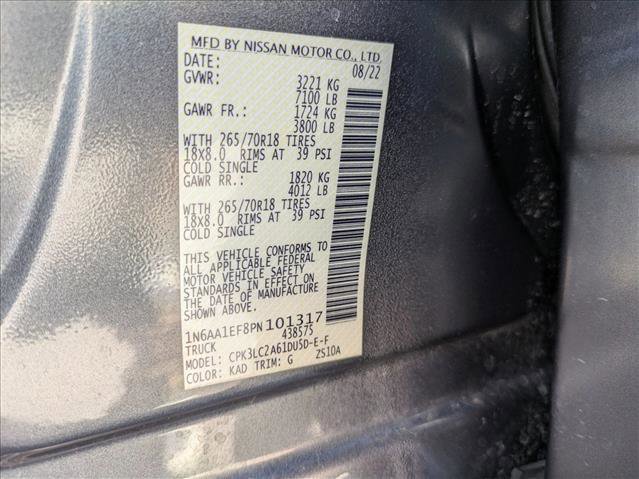 MFD BY NISSAN MOTOR CO., LTD.
DATE: 08/22
GVWR: 3221 KG
7100 LB
GAWR FR.: 1724 KG
3800 LB
WITH 265/70R18 TIRES
18X8.0 RIMS AT 39 PSI
COLD SINGLE
GAWR RR.: 1820 KG
4012 LB
WITH 265/70R18 TIRES
18X8.0 RIMS AT 39 PSI
COLD SINGLE
THIS VEHICLE CONFORMS TO
ALL APPLICABLE FEDERAL
MOTOR VEHICLE SAFETY
STANDARDS IN EFFECT ON
THE DATE OF MANUFACTURE
SHOWN ABOVE.
1N6AA1EF8PN101317
TRUCK 438575
MODEL: CPK3LC2A61DU5D-E-F
COLOR: KAD TRIM: G ZS10A